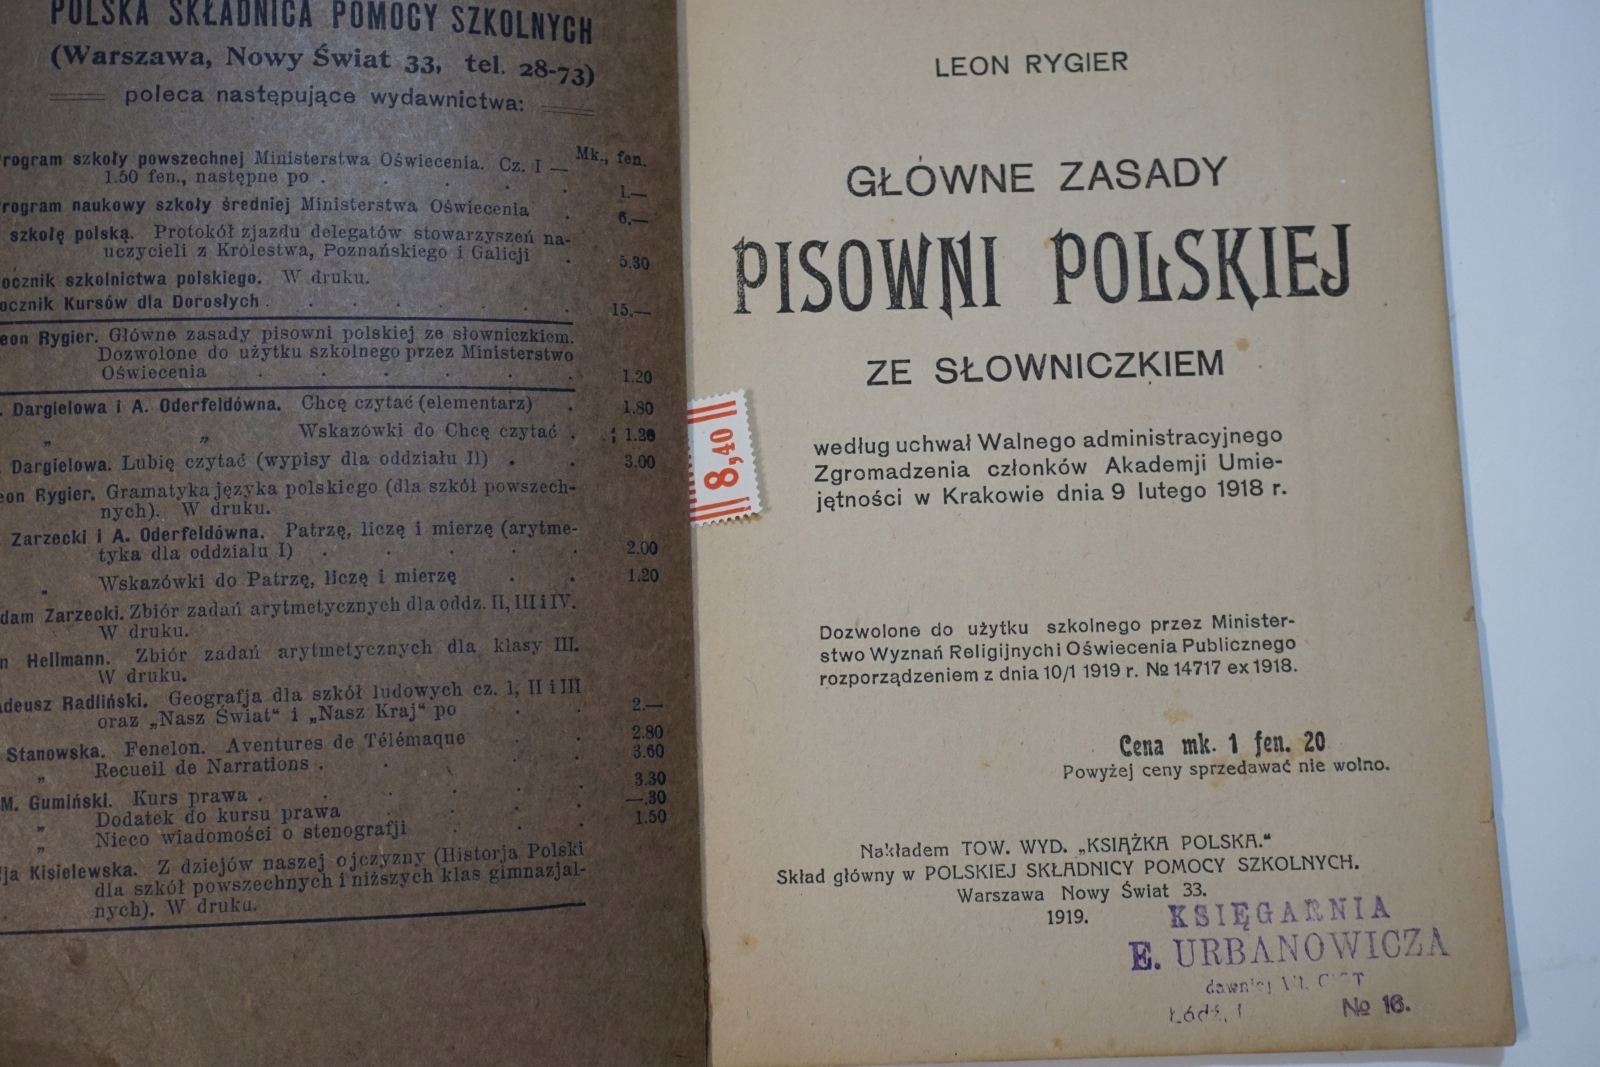 POLSKA SKŁADNICA POMOCY SZKOLNYCH
(Warszawa, Nowy Świat 33, tel. 28-73)
poleca następujące wydawnictwa:
Mk., fen.
rogram szkoły powszechnej Ministerstwa Oświecenia. Cz. I —
1.50 fen., następne po . . . . . 1.—
rogram naukowy szkoły średniej Ministerstwa Oświecenia . 6.—
szkołę polską. Protokół zjazdu delegatów stowarzyszeń na-
uczycieli z Królestwa, Poznańskiego i Galicji . 5.30
ocznik szkolnictwa polskiego. W druku.
ocznik Kursów dla Dorosłych . . . . . . . 15.—
eon Rygier. Główne zasady pisowni polskiej ze słowniczkiem.
Dozwolone do użytku szkolnego przez Ministerstwo
Oświecenia . . . . . . 1.20
. Dargielowa i A. Oderfeldówna. Chcę czytać (elementarz) . 1.80
„ „ Wskazówki do Chcę czytać . 1.20
. Dargielowa. Lubię czytać (wypisy dla oddziału II) . . 3.00
eon Rygier. Gramatyka języka polskiego (dla szkół powszech-
nych). W druku.
Zarzecki i A. Oderfeldówna. Patrzę, liczę i mierzę (arytme-
tyka dla oddziału I) . . . . . 2.00
„ Wskazówki do Patrzę, liczę i mierzę . . 1.20
dam Zarzecki. Zbiór zadań arytmetycznych dla oddz. II, III i IV.
W druku.
n Hellmann. Zbiór zadań arytmetycznych dla klasy III.
W druku.
deusz Radliński. Geografja dla szkół ludowych cz. I, II i III
oraz „Nasz Świat“ i „Nasz Kraj“ po . . 2.—
Stanowska. Fenelon. Aventures de Télémaque . . 2.80
„ Recueil de Narrations . . . . . 3.60
M. Gumiński. Kurs prawa . . . . . . 3.30
„ Dodatek do kursu prawa . . . . —.30
„ Nieco wiadomości o stenografji . . . 1.50
ja Kisielewska. Z dziejów naszej ojczyzny (Historja Polski
dla szkół powszechnych i niższych klas gimnazjal-
nych). W druku.
8,40
LEON RYGIER
GŁÓWNE ZASADY
PISOWNI POLSKIEJ
ZE SŁOWNICZKIEM
według uchwał Walnego administracyjnego
Zgromadzenia członków Akademji Umie-
jętności w Krakowie dnia 9 lutego 1918 r.
Dozwolone do użytku szkolnego przez Minister-
stwo Wyznań Religijnych i Oświecenia Publicznego
rozporządzeniem z dnia 10/1 1919 r. № 14717 ex 1918.
Cena mk. 1 fen. 20
Powyżej ceny sprzedawać nie wolno.
Nakładem TOW. WYD. „KSIĄŻKA POLSKA.“
Skład główny w POLSKIEJ SKŁADNICY POMOCY SZKOLNYCH.
Warszawa Nowy Świat 33.
1919.
KSIĘGARNIA
E. URBANOWICZA
dawniej
Łódź, № 16.